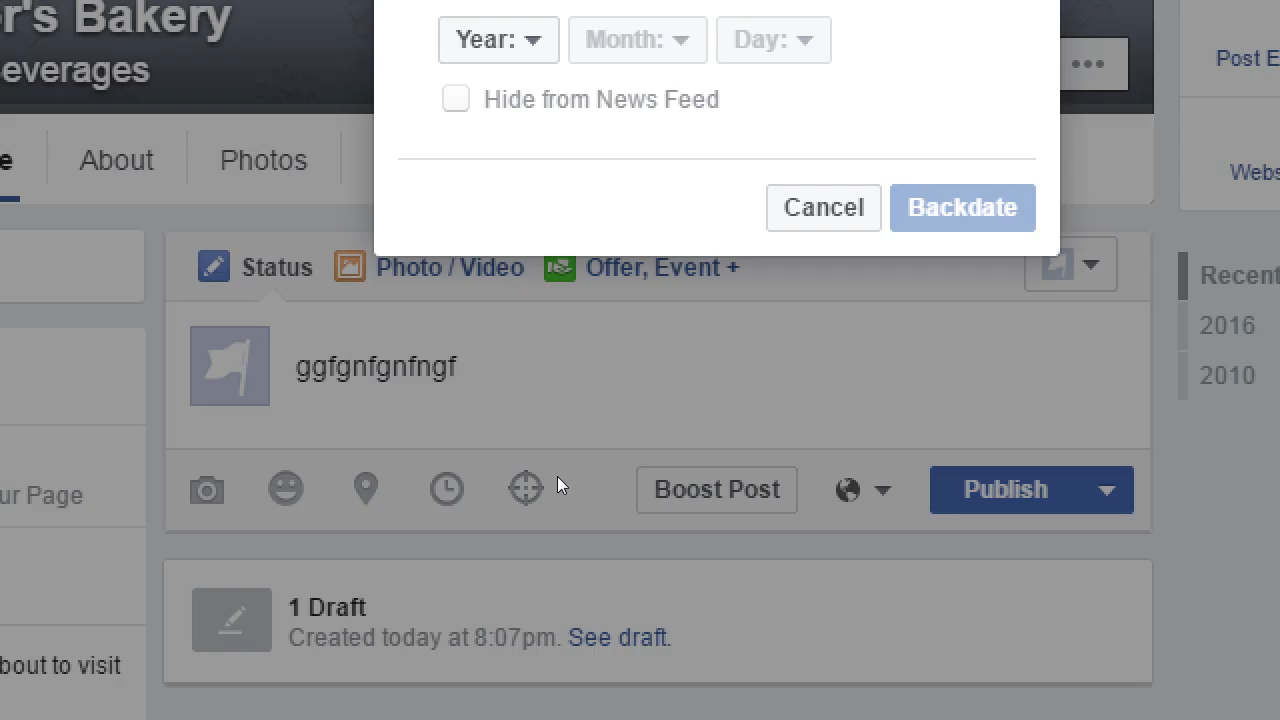 r's Bakery
everages
Year: Month: Day:
Hide from News Feed
Cancel Backdate
Post E
Webs
e About Photos
Status Photo / Video Offer, Event +
ggfgnfgnfngf
Boost Post Publish
Recent
2016
2010
ur Page
bout to visit
1 Draft
Created today at 8:07pm. See draft.